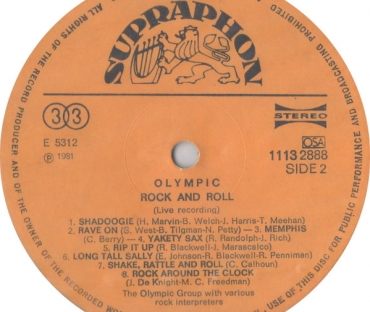 SUPRAPHON
ALL RIGHTS OF THE RECORD PRODUCER AND OF THE OWNER OF THE RECORDED
USE OF THIS DISC FOR PUBLIC PERFORMANCE AND BROADCASTING PROHIBITED
33
E 5312
℗ 1981
STEREO
OSA
1113 2888
SIDE 2
OLYMPIC
ROCK AND ROLL
(Live recording)
1. SHADOOGIE (H. Marvin-B. Welch-J. Harris-T. Meehan)
2. RAVE ON (S. West-B. Tilgman-N. Petty) — 3. MEMPHIS
(C. Berry) — 4. YAKETY SAX (R. Randolph-J. Rich)
5. RIP IT UP (R. Blackwell-J. Marascalco)
6. LONG TALL SALLY (E. Johnson-R. Blackwell-R. Penniman)
7. SHAKE, RATTLE AND ROLL (C. Calhoun)
8. ROCK AROUND THE CLOCK
(J. De Knight-M. C. Freedman)
The Olympic Group with various
rock interpreters